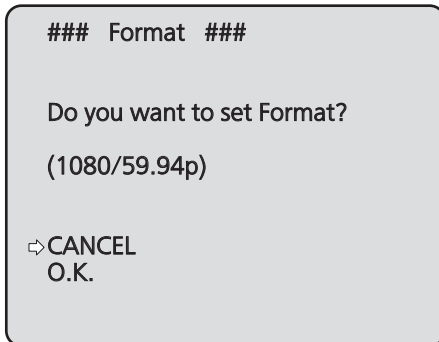 ### Format ###
Do you want to set Format?
(1080/59.94p)
⇨CANCEL
O.K.